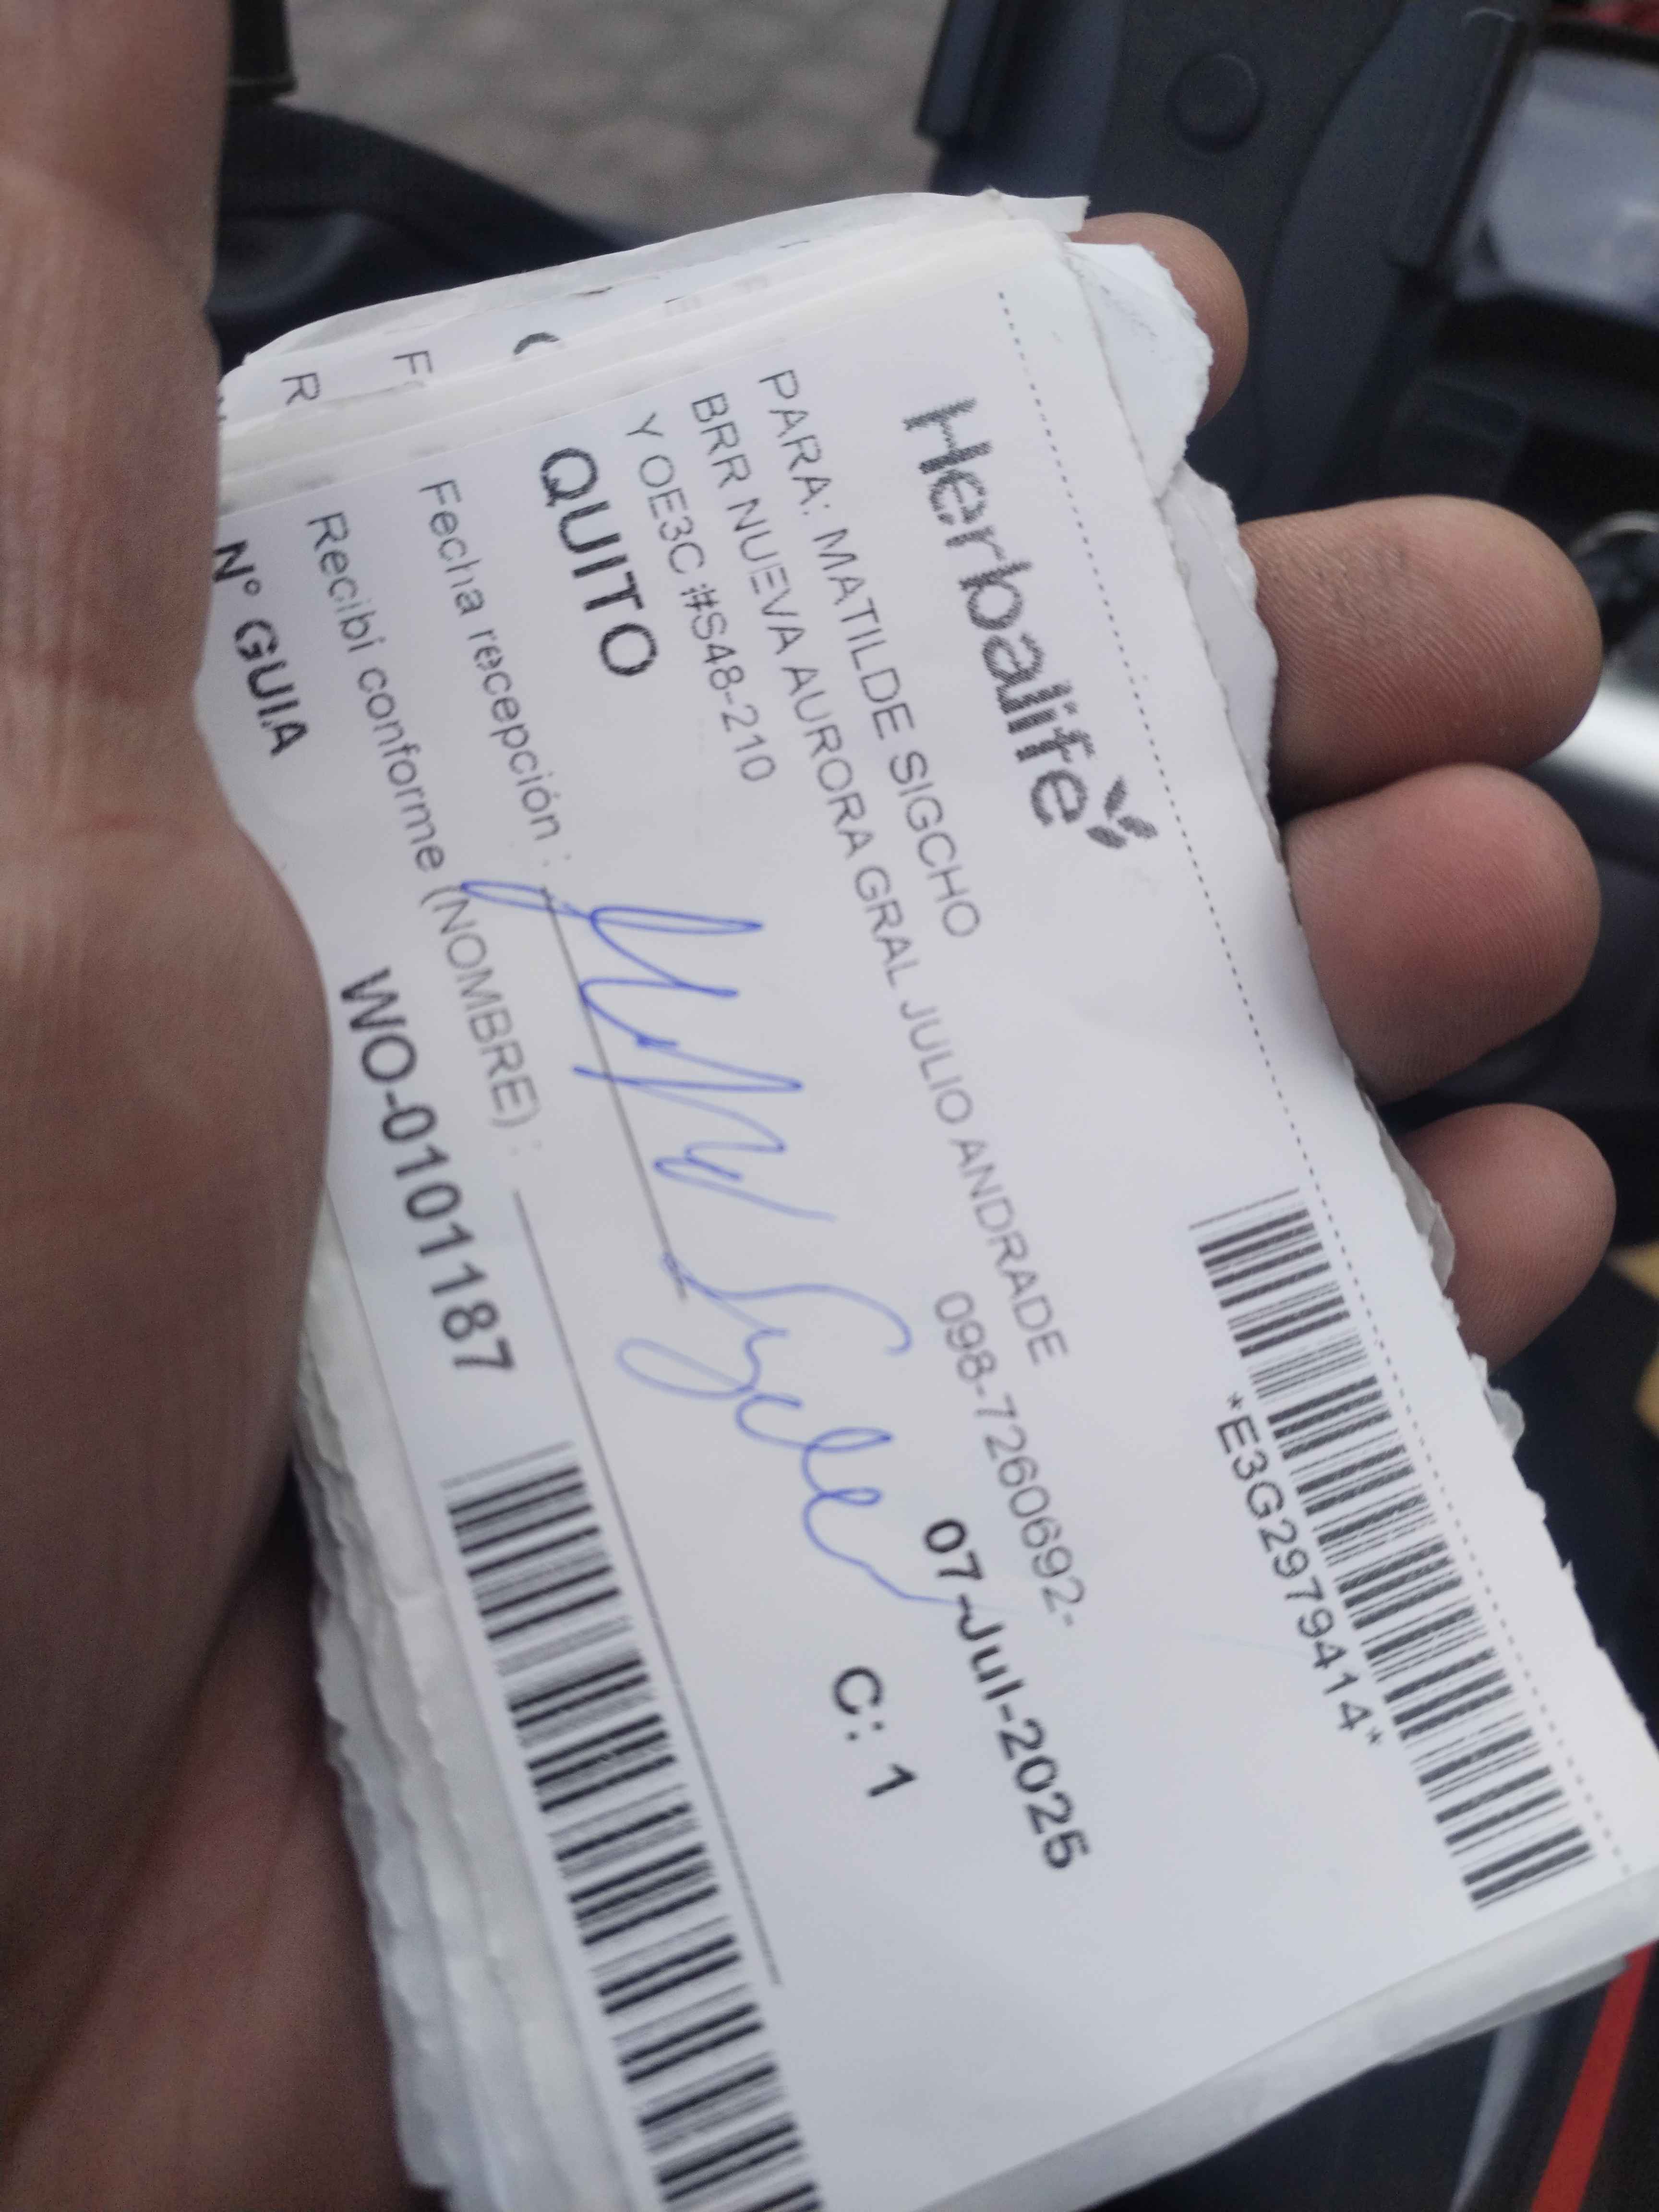 Herbalife
*E3G2979414*
PARA: MATILDE SIGCHO
BRR NUEVA AURORA GRAL JULIO ANDRADE
Y OE3C #S48-210
098-7260692-
QUITO
07-Jul-2025
C: 1
Fecha recepción :
Recibí conforme (NOMBRE) :
N° GUIA WO-0101187
F
R